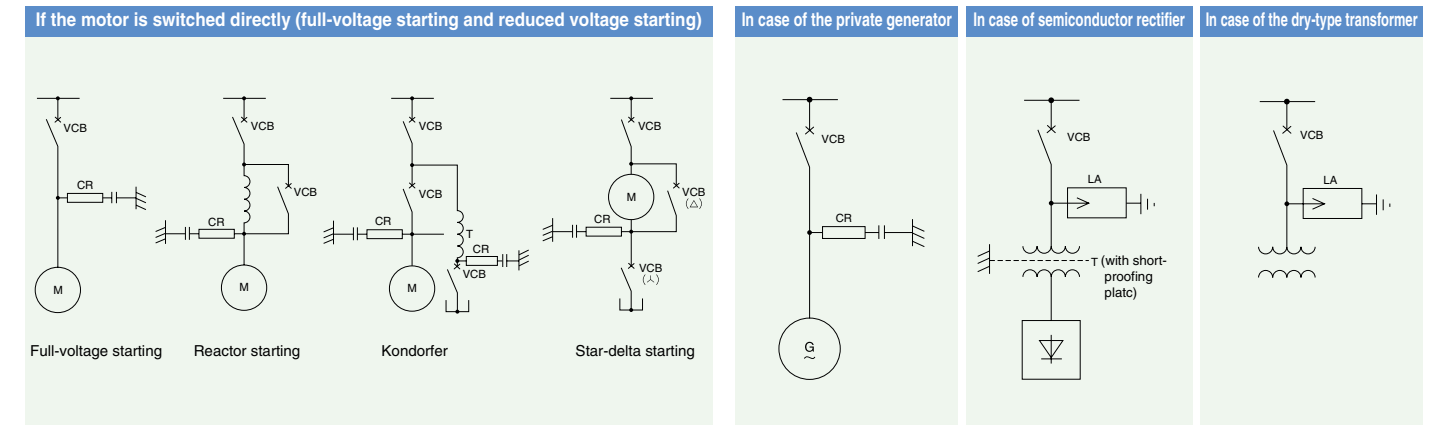 If the motor is switched directly (full-voltage starting and reduced voltage starting)
VCB
CR
M
Full-voltage starting
VCB
VCB
CR
M
Reactor starting
VCB
VCB
CR
T
CR
VCB
M
Kondorfer
VCB
M
VCB
(△)
CR
VCB
(人)
Star-delta starting
In case of the private generator
VCB
CR
G
~
In case of semiconductor rectifier
VCB
LA
T (with short-
proofing
platc)
In case of the dry-type transformer
VCB
LA